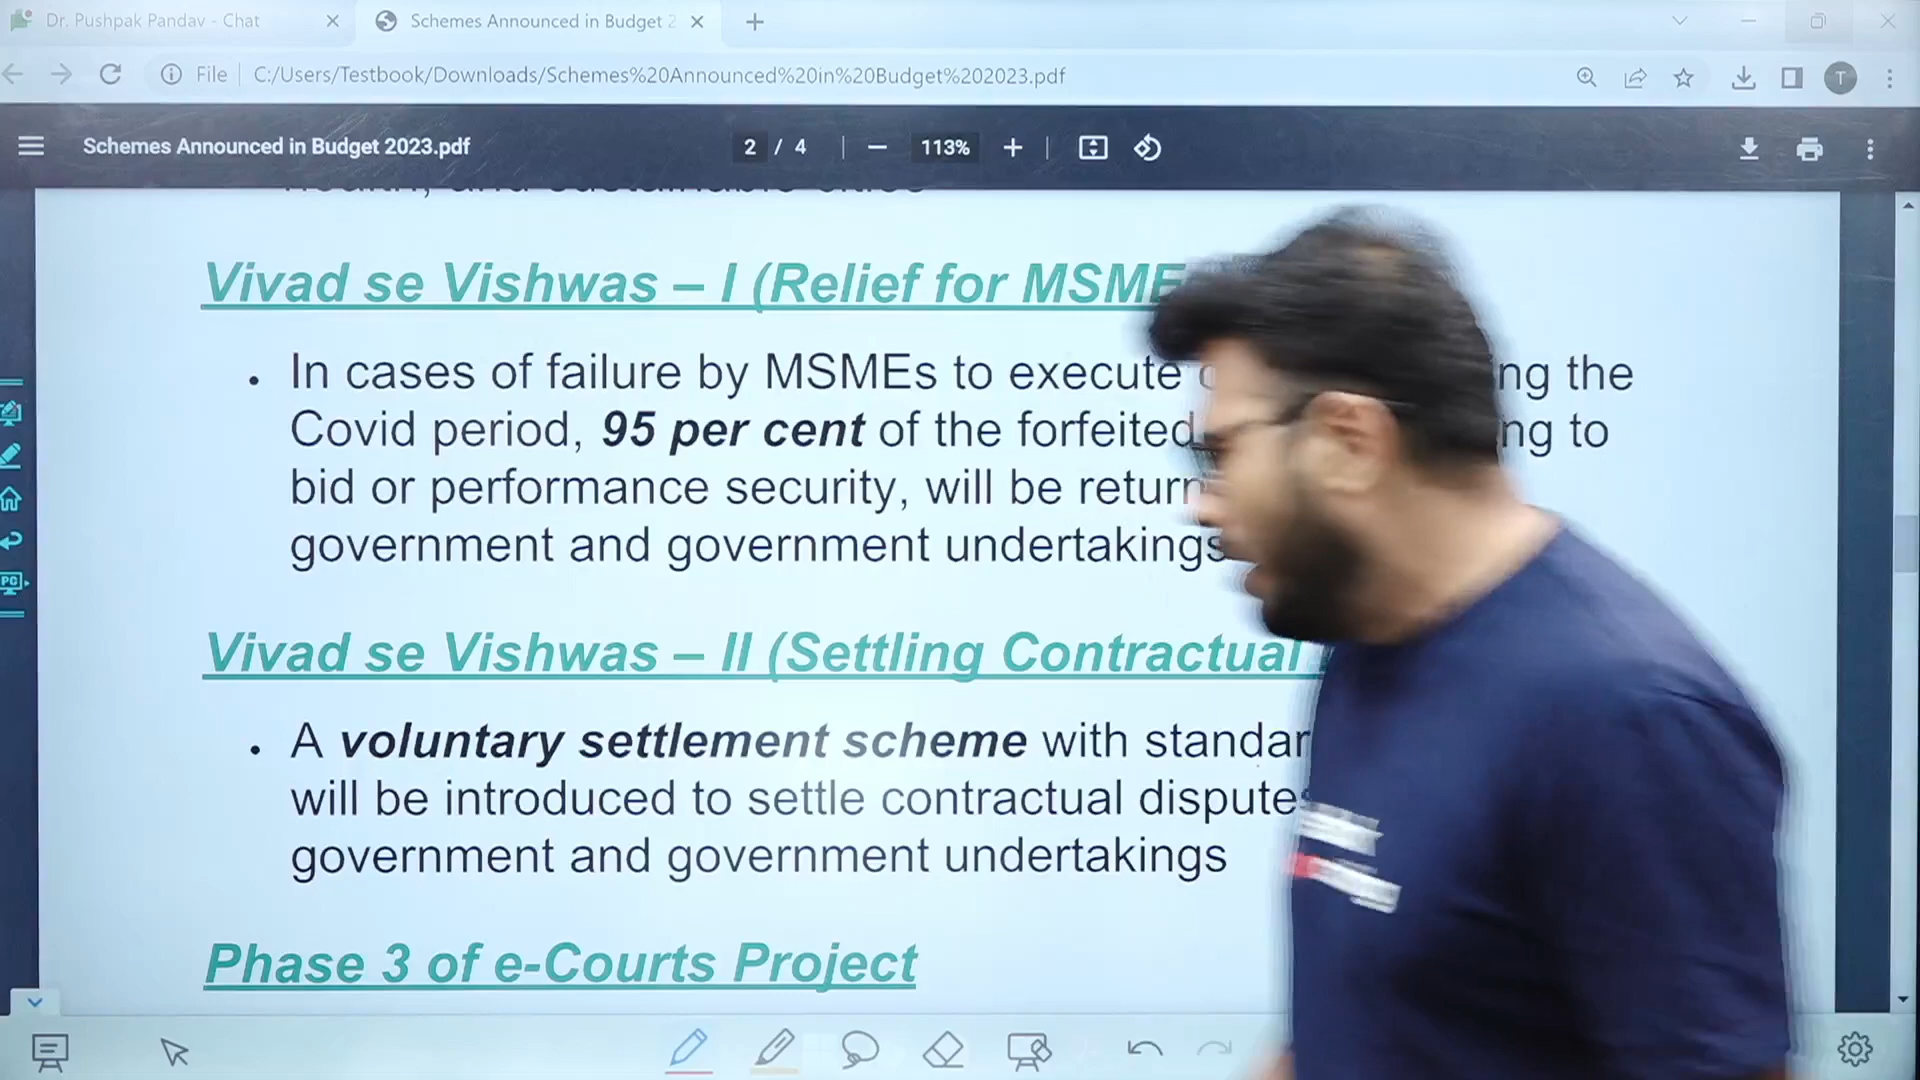 Dr. Pushpak Pandav - Chat
Schemes Announced in Budget 2
File
C:/Users/Testbook/Downloads/Schemes%20Announced%20in%20Budget%202023.pdf
T
Schemes Announced in Budget 2023.pdf
2 / 4
113%
Vivad se Vishwas – I (Relief for MSME
• In cases of failure by MSMEs to execute ng the
Covid period, 95 per cent of the forfeited ng to
bid or performance security, will be return
government and government undertakings
Vivad se Vishwas – II (Settling Contractual
• A voluntary settlement scheme with standar
will be introduced to settle contractual disputes
government and government undertakings
Phase 3 of e-Courts Project
PC